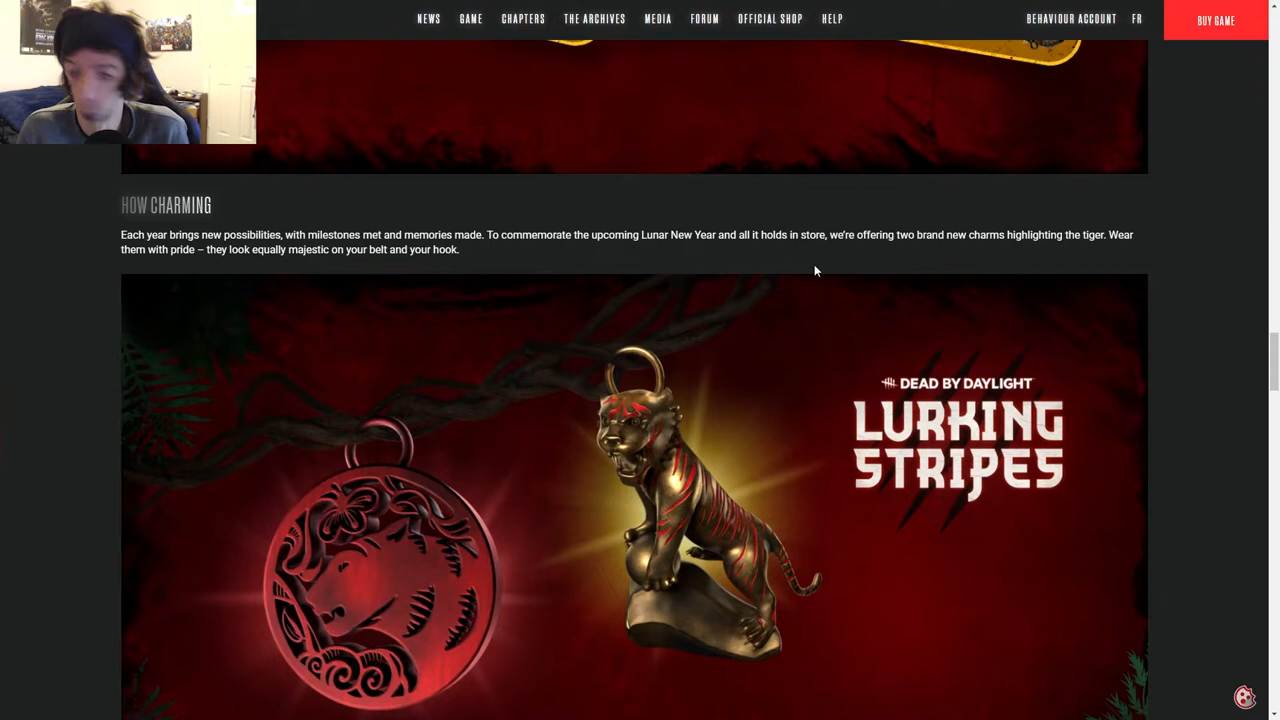 NEWS GAME CHAPTERS THE ARCHIVES MEDIA FORUM OFFICIAL SHOP HELP BEHAVIOUR ACCOUNT FR BUY GAME
HOW CHARMING
Each year brings new possibilities, with milestones met and memories made. To commemorate the upcoming Lunar New Year and all it holds in store, we're offering two brand new charms highlighting the tiger. Wear
them with pride – they look equally majestic on your belt and your hook.
DEAD BY DAYLIGHT
LURKING
STRIPES